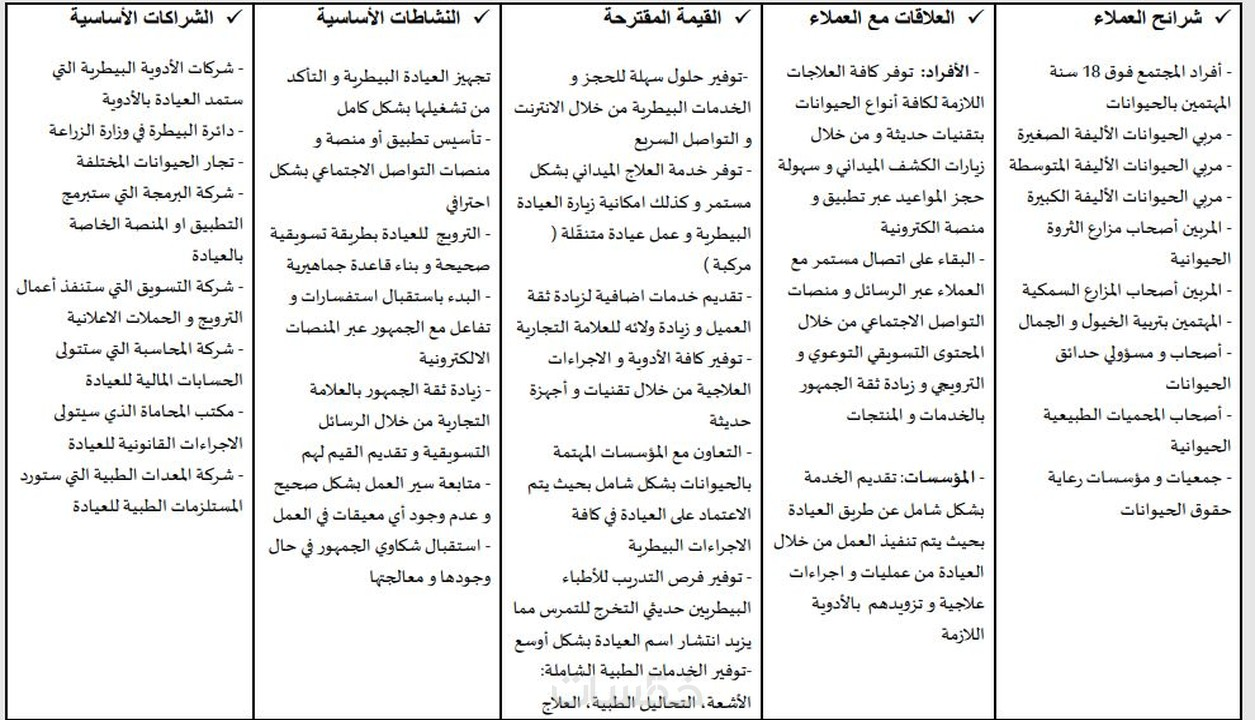 ✓ شرائح العملاء
- أفراد المجتمع فوق 18 سنة
المهتمين بالحيوانات
- مربي الحيوانات الأليفة الصغيرة
- مربي الحيوانات الأليفة المتوسطة
- مربي الحيوانات الأليفة الكبيرة
- المربين أصحاب مزارع الثروة
الحيوانية
- المربين أصحاب المزارع السمكية
- المهتمين بتربية الخيول و الجمال
- أصحاب و مسؤولي حدائق
الحيوانات
- أصحاب المحميات الطبيعية
الحيوانية
- جمعيات و مؤسسات رعاية
حقوق الحيوانات
✓ العلاقات مع العملاء
- الأفراد: توفر كافة العلاجات
اللازمة لكافة أنواع الحيوانات
بتقنيات حديثة و من خلال
زيارات الكشف الميداني و سهولة
حجز المواعيد عبر تطبيق و
منصة الكترونية
- البقاء على اتصال مستمر مع
العملاء عبر الرسائل و منصات
التواصل الاجتماعي من خلال
المحتوى التسويقي التوعوي و
الترويجي و زيادة ثقة الجمهور
بالخدمات و المنتجات
- المؤسسات: تقديم الخدمة
بشكل شامل عن طريق العيادة
بحيث يتم تنفيذ العمل من خلال
العيادة من عمليات و اجراءات
علاجية و تزويدهم بالأدوية
اللازمة
✓ القيمة المقترحة
-توفير حلول سهلة للحجز و
الخدمات البيطرية من خلال الانترنت
و التواصل السريع
- توفر خدمة العلاج الميداني بشكل
مستمر و كذلك امكانية زيارة العيادة
البيطرية و عمل عيادة متنقّلة (
مركبة )
- تقديم خدمات اضافية لزيادة ثقة
العميل و زيادة ولائه للعلامة التجارية
- توفير كافة الأدوية و الاجراءات
العلاجية من خلال تقنيات و أجهزة
حديثة
- التعاون مع المؤسسات المهتمة
بالحيوانات بشكل شامل بحيث يتم
الاعتماد على العيادة في كافة
الاجراءات البيطرية
- توفير فرص التدريب للأطباء
البيطريين حديثي التخرج للتمرس مما
يزيد انتشار اسم العيادة بشكل أوسع
-توفير الخدمات الطبية الشاملة:
الأشعة، التحاليل الطبية، العلاج
✓ النشاطات الأساسية
تجهيز العيادة البيطرية و التأكد
من تشغيلها بشكل كامل
- تأسيس تطبيق أو منصة و
منصات التواصل الاجتماعي بشكل
احترافي
- الترويج للعيادة بطريقة تسويقية
صحيحة و بناء قاعدة جماهيرية
- البدء باستقبال استفسارات و
تفاعل مع الجمهور عبر المنصات
الالكترونية
- زيادة ثقة الجمهور بالعلامة
التجارية من خلال الرسائل
التسويقية و تقديم القيم لهم
- متابعة سير العمل بشكل صحيح
و عدم وجود أي معيقات في العمل
- استقبال شكاوي الجمهور في حال
وجودها و معالجتها
✓ الشراكات الأساسية
- شركات الأدوية البيطرية التي
ستمد العيادة بالأدوية
- دائرة البيطرة في وزارة الزراعة
- تجار الحيوانات المختلفة
- شركة البرمجة التي ستبرمج
التطبيق او المنصة الخاصة
بالعيادة
- شركة التسويق التي ستنفذ أعمال
الترويج و الحملات الاعلانية
- شركة المحاسبة التي ستتولى
الحسابات المالية للعيادة
- مكتب المحاماة الذي سيتولى
الاجراءات القانونية للعيادة
- شركة المعدات الطبية التي ستورد
المستلزمات الطبية للعيادة
خمسات